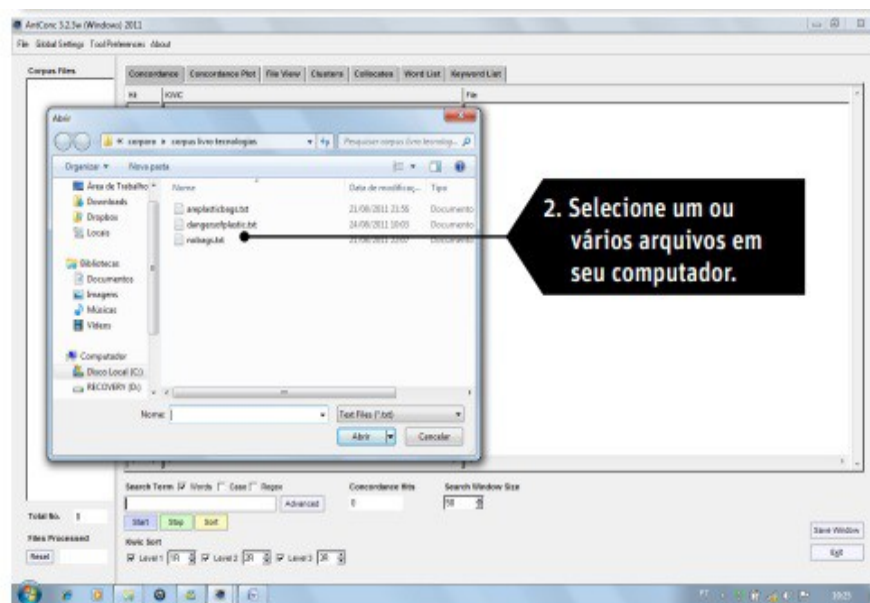 AntConc 3.2.3w (Windows) 2011
File Global Settings Tool Preferences About
Corpus Files
Concordance Concordance Plot File View Clusters Collocates Word List Keyword List
Hit KWIC File
Abrir
corpora corpus livro tecnologias Pesquisar corpus livro tecnolog...
Organizar Nova pasta
Área de Trabalho
Downloads
Dropbox
Locais
Bibliotecas
Documentos
Imagens
Músicas
Vídeos
Computador
Disco Local (C:)
RECOVERY (D:)
Nome Data de modificaç... Tipo
areplasticbags.txt 21/06/2011 21:56 Documento
dangersofplastic.txt 24/06/2011 10:03 Documento
nobags.txt Documento
Nome: Text Files (*.txt)
Abrir Cancelar
2. Selecione um ou
vários arquivos em
seu computador.
Search Term Words Case Regex Concordance Hits Search Window Size
Advanced 0 50
Start Stop Sort
Total No. 1
Files Processed
Reset
Kwic Sort
Level 1 1R Level 2 2R Level 3 3R
Save Window
Exit
PT 10:25